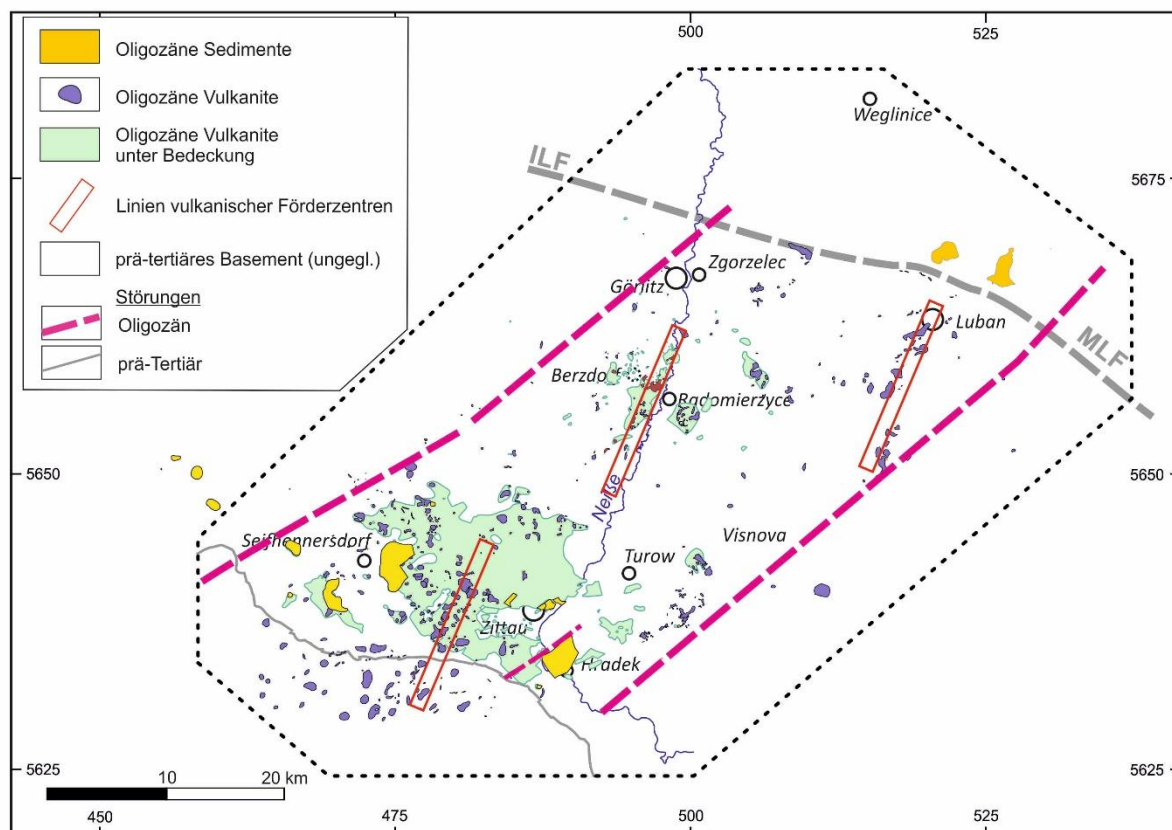 Oligozäne Sedimente
Oligozäne Vulkanite
Oligozäne Vulkanite
unter Bedeckung
Linien vulkanischer Förderzentren
prä-tertiäres Basement (ungegl.)
Störungen
Oligozän
prä-Tertiär
500
525
Weglinice
ILF
5675
5675
Zgorzelec
Görlitz
Luban
MLF
Berzdorf
Radomierzyce
5650
5650
Neiße
Visnova
Seifhennersdorf
Turow
Zittau
Hradek
5625
5625
10
20 km
450
475
500
525